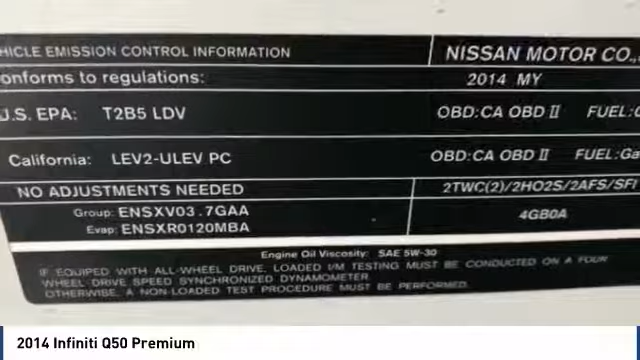 HICLE EMISSION CONTROL INFORMATION NISSAN MOTOR CO.,
onforms to regulations: 2014 MY
U.S. EPA: T2B5 LDV OBD:CA OBD II FUEL:G
California: LEV2-ULEV PC OBD:CA OBD II FUEL:Ga
NO ADJUSTMENTS NEEDED 2TWC(2)/2HO2S/2AFS/SFI
Group: ENSXV03.7GAA 4GB0A
Evap: ENSXR0120MBA
Engine Oil Viscosity: SAE 5W-30
IF EQUIPPED WITH ALL-WHEEL DRIVE, LOADED I/M TESTING MUST BE CONDUCTED ON A FOUR
WHEEL DRIVE SPEED SYNCHRONIZED DYNAMOMETER.
OTHERWISE, A NON-LOADED TEST PROCEDURE MUST BE PERFORMED.
2014 Infiniti Q50 Premium